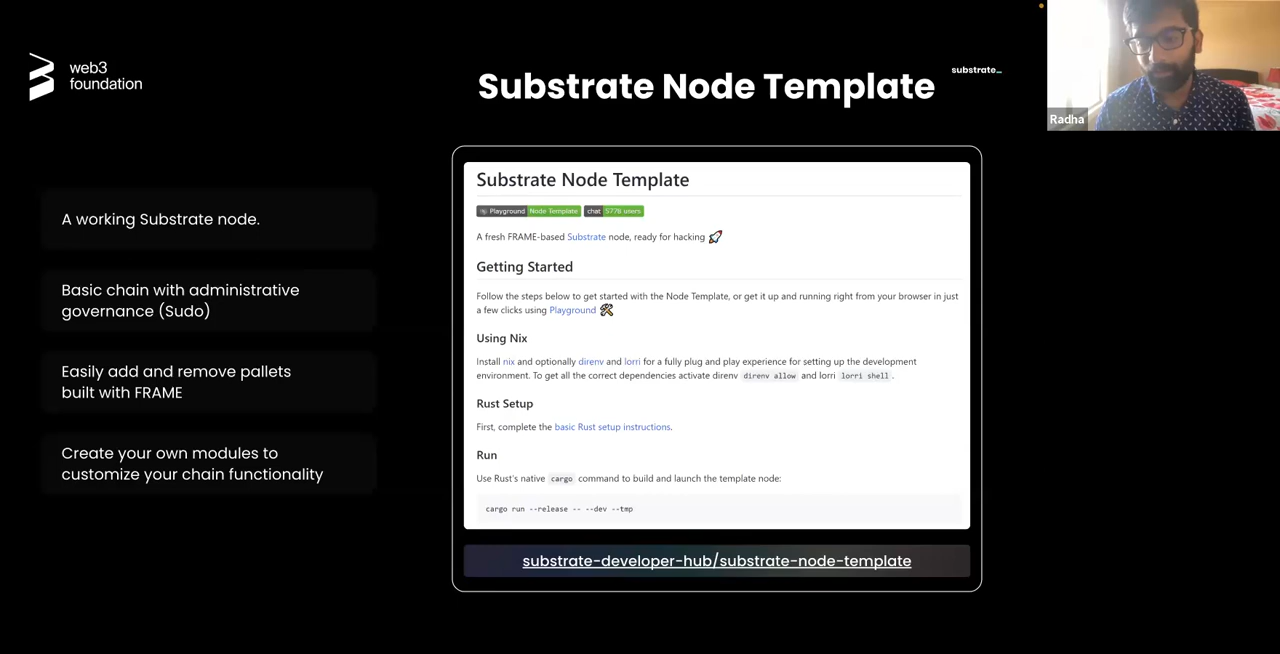 web3
foundation
Substrate Node Template
substrate_
Radha
A working Substrate node.
Basic chain with administrative
governance (Sudo)
Easily add and remove pallets
built with FRAME
Create your own modules to
customize your chain functionality
Substrate Node Template
Playground Node Template chat 5778 users
A fresh FRAME-based Substrate node, ready for hacking 🚀
Getting Started
Follow the steps below to get started with the Node Template, or get it up and running right from your browser in just
a few clicks using Playground 🛠️
Using Nix
Install nix and optionally direnv and lorri for a fully plug and play experience for setting up the development
environment. To get all the correct dependencies activate direnv direnv allow and lorri lorri shell .
Rust Setup
First, complete the basic Rust setup instructions.
Run
Use Rust's native cargo command to build and launch the template node:
cargo run --release -- --dev --tmp
substrate-developer-hub/substrate-node-template